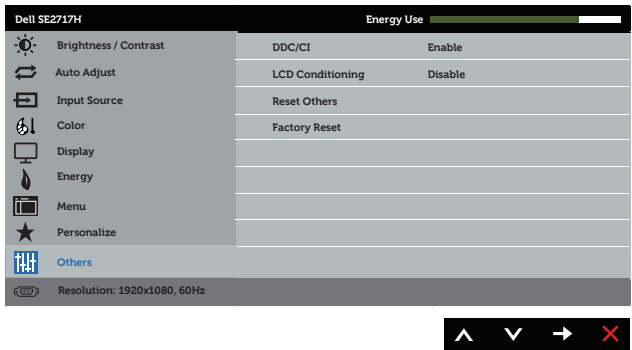 Dell SE2717H
Energy Use
Brightness / Contrast
Auto Adjust
Input Source
Color
Display
Energy
Menu
Personalize
Others
DDC/CI Enable
LCD Conditioning Disable
Reset Others
Factory Reset
Resolution: 1920x1080, 60Hz